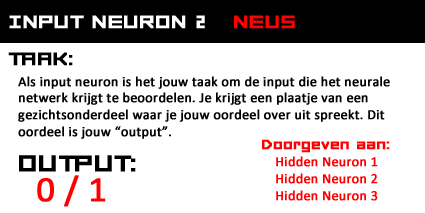 INPUT NEURON 2 NEUS
TAAK:
Als input neuron is het jouw taak om de input die het neurale
netwerk krijgt te beoordelen. Je krijgt een plaatje van een
gezichtsonderdeel waar je jouw oordeel over uit spreekt. Dit
oordeel is jouw “output”.
OUTPUT:
0 / 1
Doorgeven aan:
Hidden Neuron 1
Hidden Neuron 2
Hidden Neuron 3